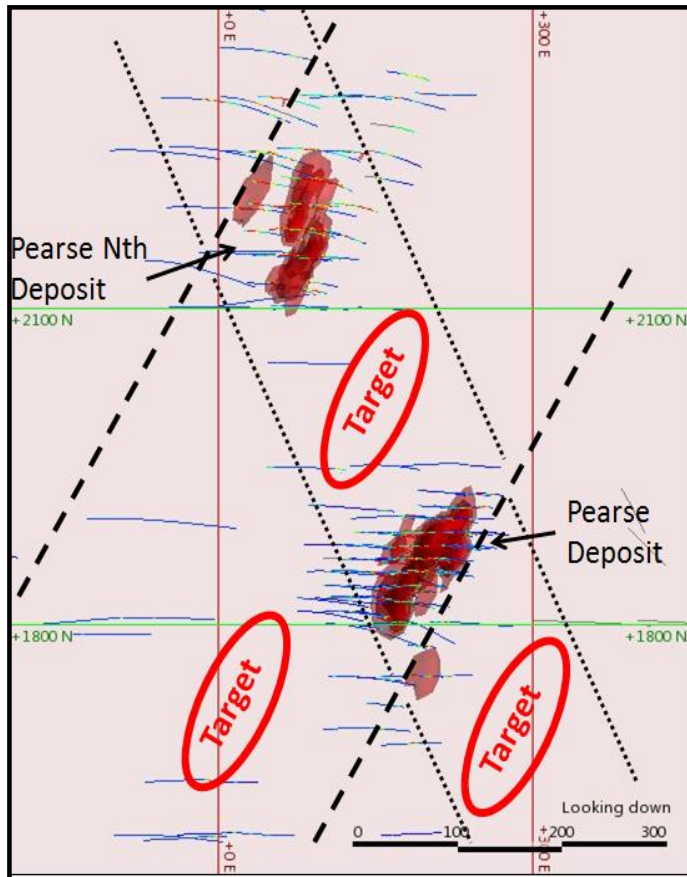 +0 E
+300 E
Pearse Nth
Deposit
+2100 N
+2100 N
Target
Pearse
Deposit
+1800 N
+1800 N
Target
Target
Looking down
+0 E
+300 E
0
100
200
300